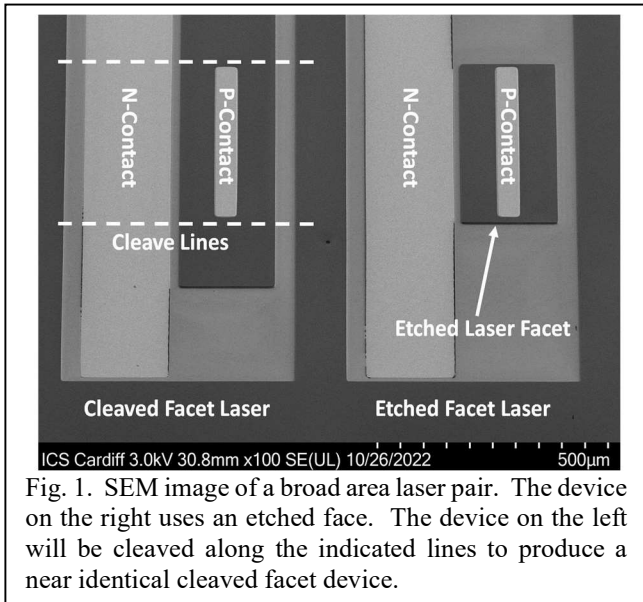 N-Contact
P-Contact
N-Contact
P-Contact
Cleave Lines
Etched Laser Facet
Cleaved Facet Laser
Etched Facet Laser
ICS Cardiff 3.0kV 30.8mm x100 SE(UL) 10/26/2022
500µm
Fig. 1. SEM image of a broad area laser pair. The device
on the right uses an etched face. The device on the left
will be cleaved along the indicated lines to produce a
near identical cleaved facet device.